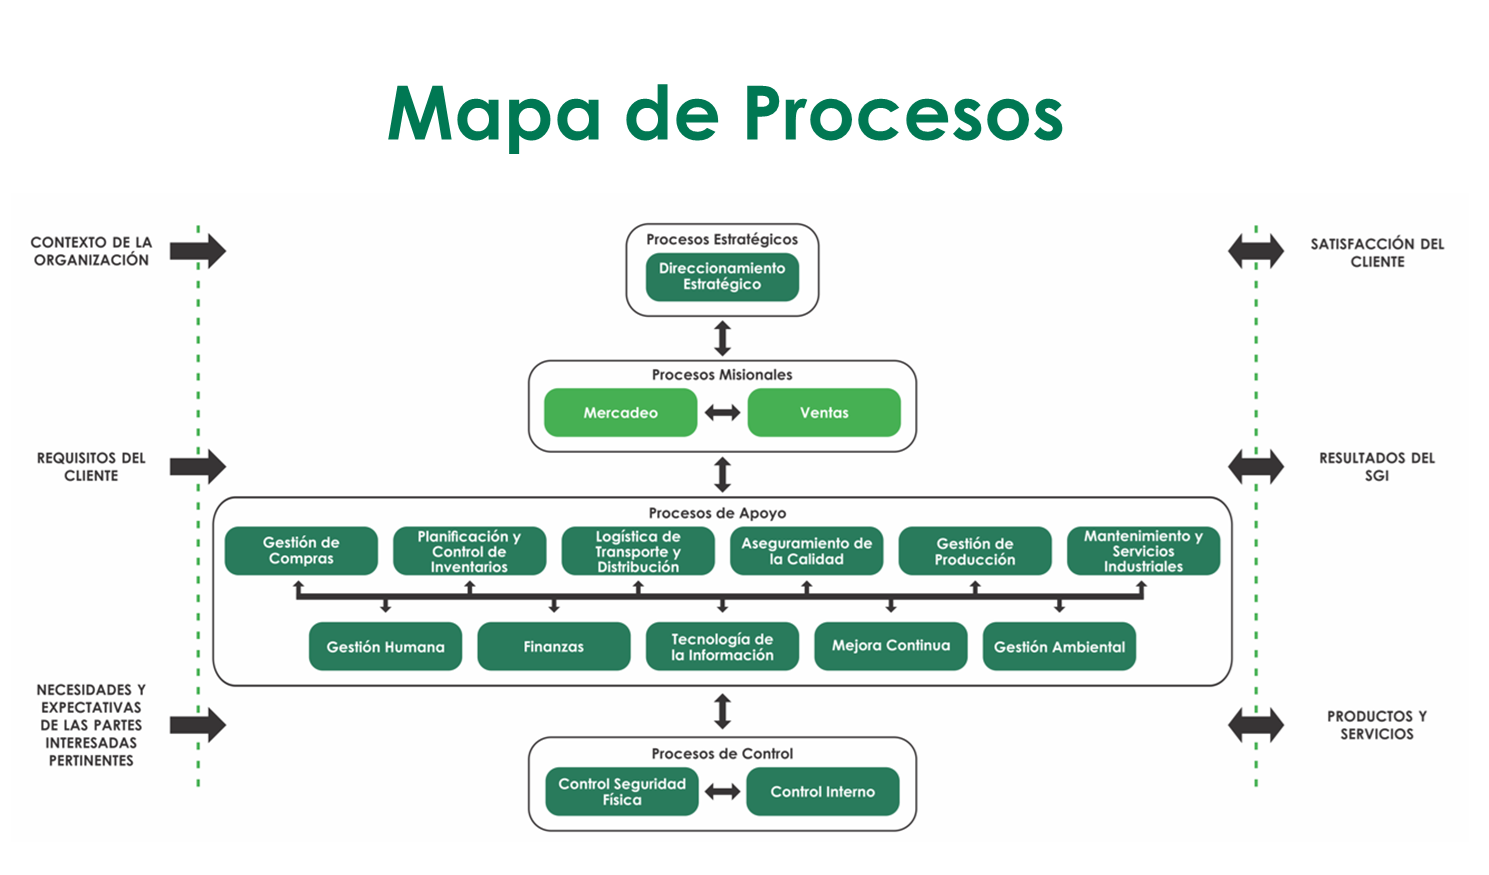 Mapa de Procesos
CONTEXTO DE LA
ORGANIZACIÓN
REQUISITOS DEL
CLIENTE
NECESIDADES Y
EXPECTATIVAS
DE LAS PARTES
INTERESADAS
PERTINENTES
Procesos Estratégicos
Direccionamiento
Estratégico
Procesos Misionales
Mercadeo
Ventas
Procesos de Apoyo
Gestión de
Compras
Planificación y
Control de
Inventarios
Logística de
Transporte y
Distribución
Aseguramiento de
la Calidad
Gestión de
Producción
Mantenimiento y
Servicios
Industriales
Gestión Humana
Finanzas
Tecnología de
la Información
Mejora Continua
Gestión Ambiental
Procesos de Control
Control Seguridad
Física
Control Interno
SATISFACCIÓN DEL
CLIENTE
RESULTADOS DEL
SGI
PRODUCTOS Y
SERVICIOS